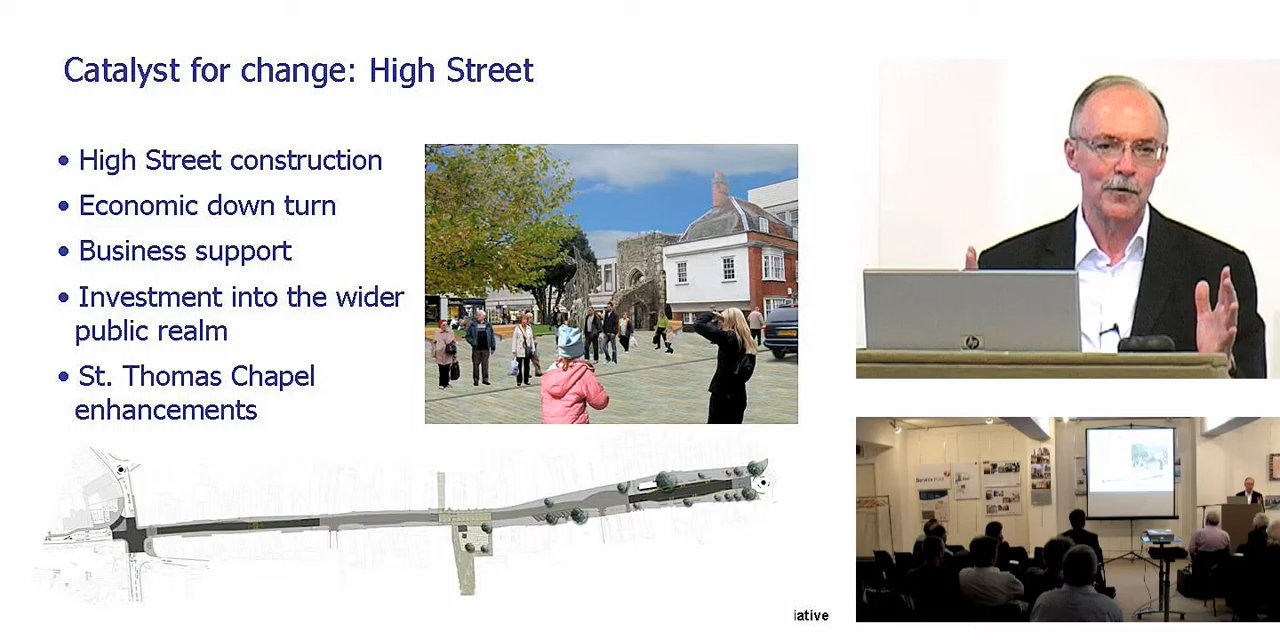 Catalyst for change: High Street
• High Street construction
• Economic down turn
• Business support
• Investment into the wider
public realm
• St. Thomas Chapel
enhancements
hp
iative